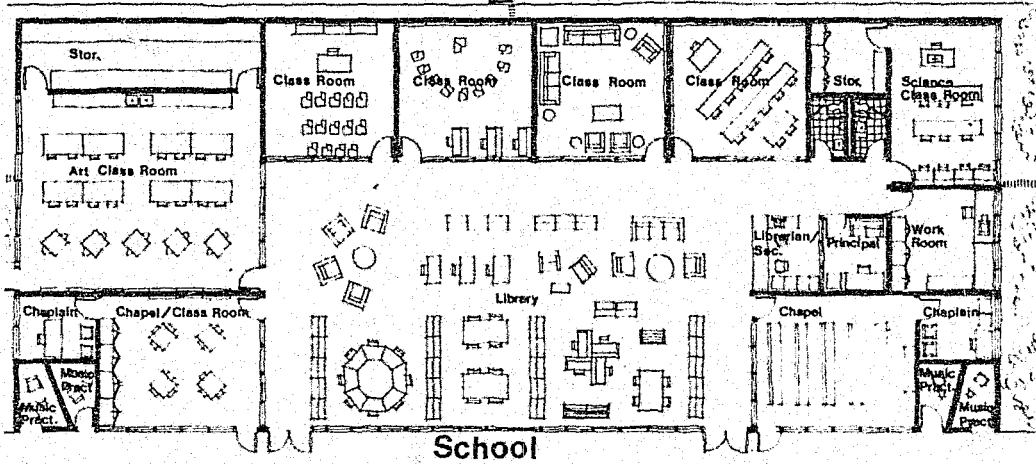 Stor.
Class Room
Class Room
Class Room
Class Room
Stor.
Science
Class Room
Art Class Room
Librarian/
Sec.
Principal
Work
Room
Library
Chaplain
Chapel/Class Room
Chapel
Chaplain
Music
Pract.
Music
Pract.
Music
Pract.
Music
Pract.
School